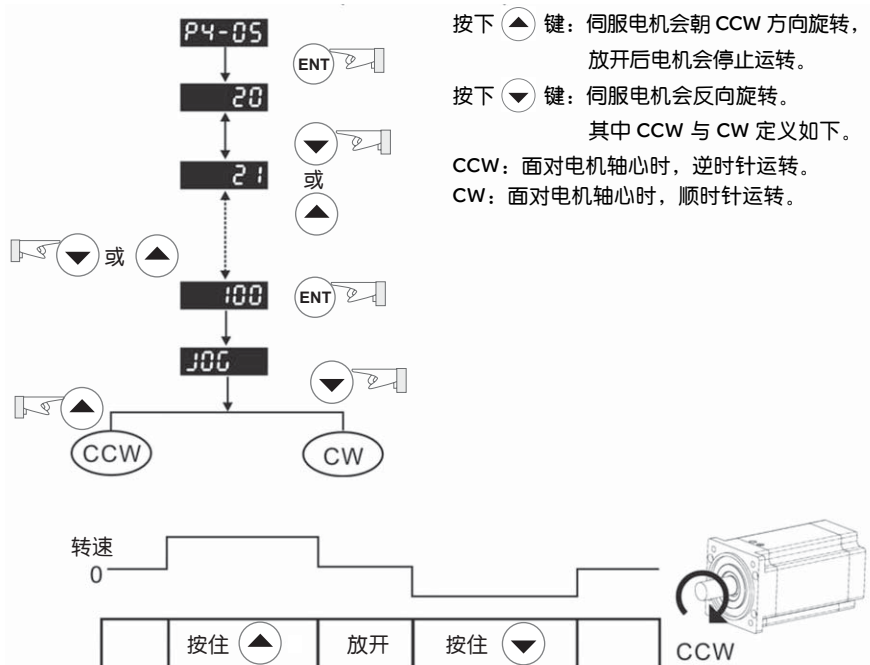 P4-05
ENT
20
21
或
或
100
ENT
JOG
CCW
CW
按下 键：伺服电机会朝 CCW 方向旋转，
放开后电机会停止运转。
按下 键：伺服电机会反向旋转。
其中 CCW 与 CW 定义如下。
CCW：面对电机轴心时，逆时针运转。
CW：面对电机轴心时，顺时针运转。
转速
0
按住
放开
按住
CCW